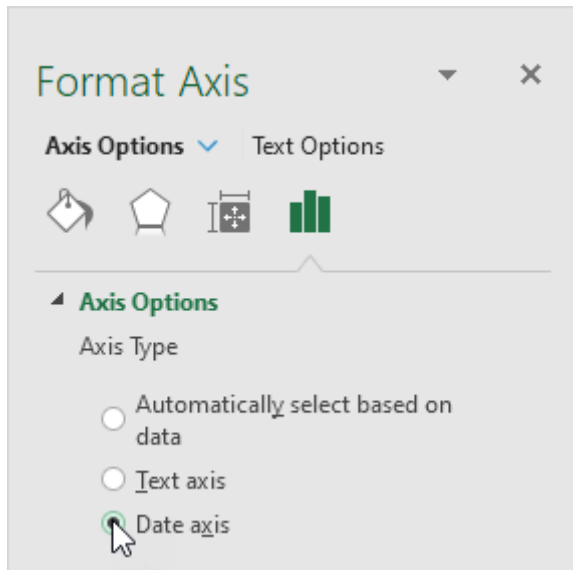 Format Axis
Axis Options Text Options
Axis Options
Axis Type
Automatically select based on
data
Text axis
Date axis